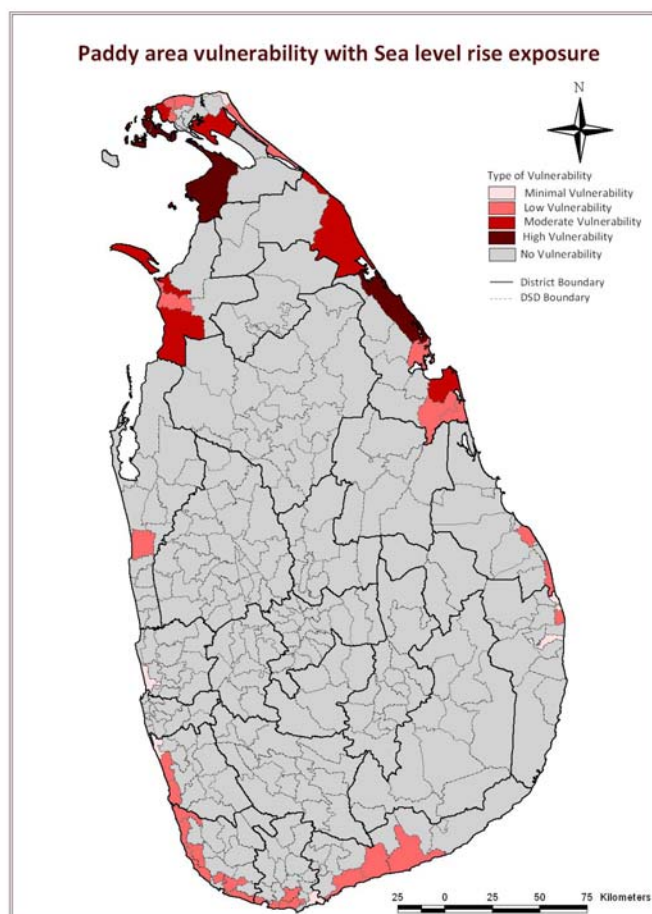 Paddy area vulnerability with Sea level rise exposure
N
Type of Vulnerability
Minimal Vulnerability
Low Vulnerability
Moderate Vulnerability
High Vulnerability
No Vulnerability
District Boundary
DSD Boundary
25 0 25 50 75 Kilometers